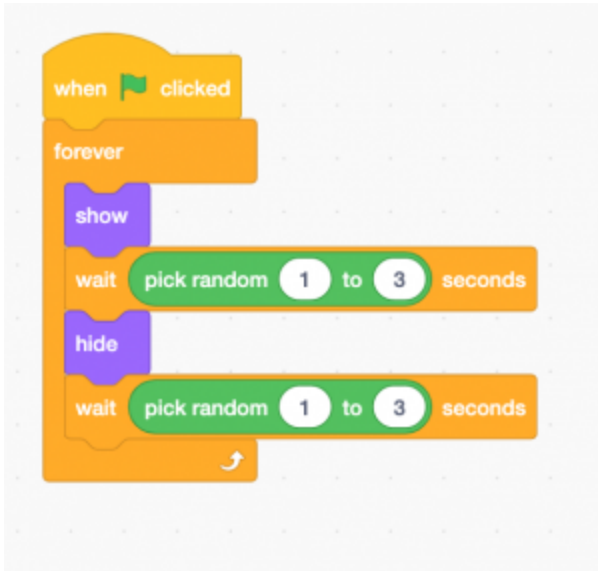 when clicked
forever
show
wait pick random 1 to 3 seconds
hide
wait pick random 1 to 3 seconds